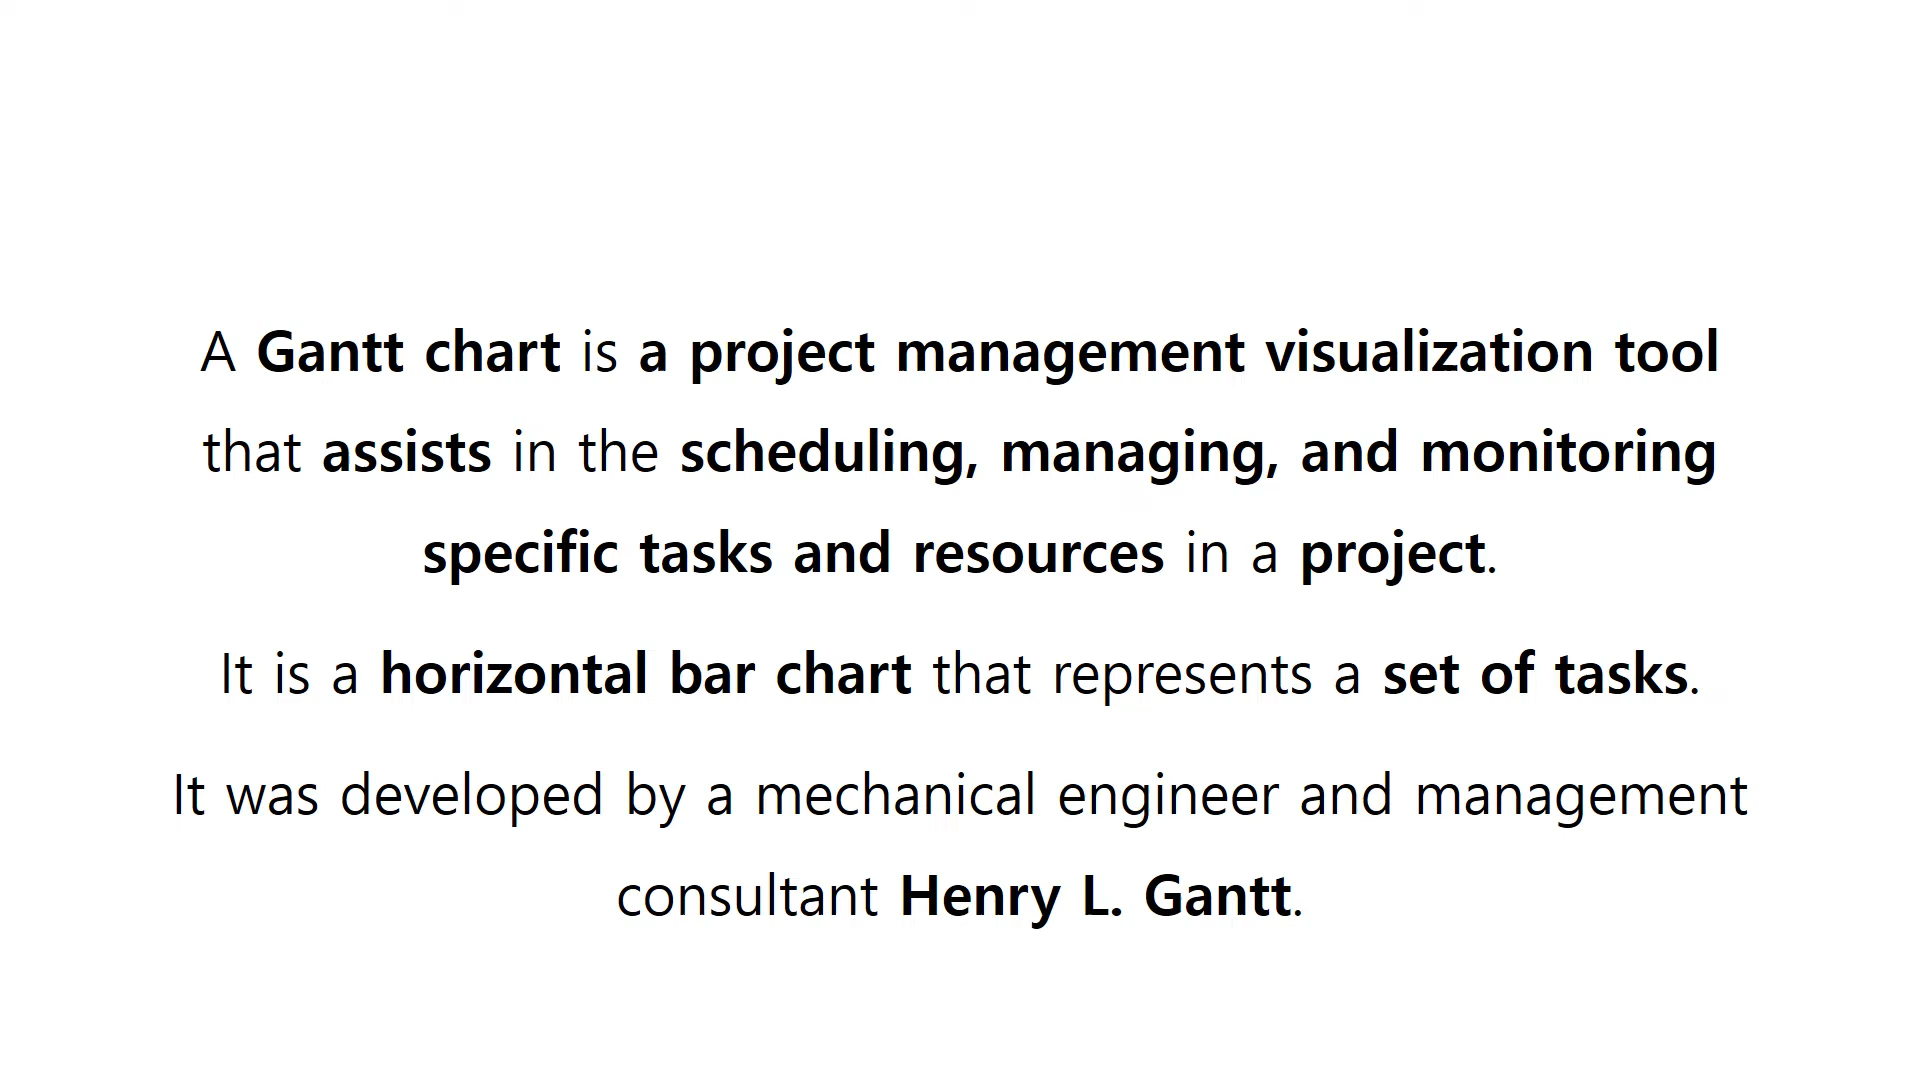 A Gantt chart is a project management visualization tool
that assists in the scheduling, managing, and monitoring
specific tasks and resources in a project.
It is a horizontal bar chart that represents a set of tasks.
It was developed by a mechanical engineer and management
consultant Henry L. Gantt.